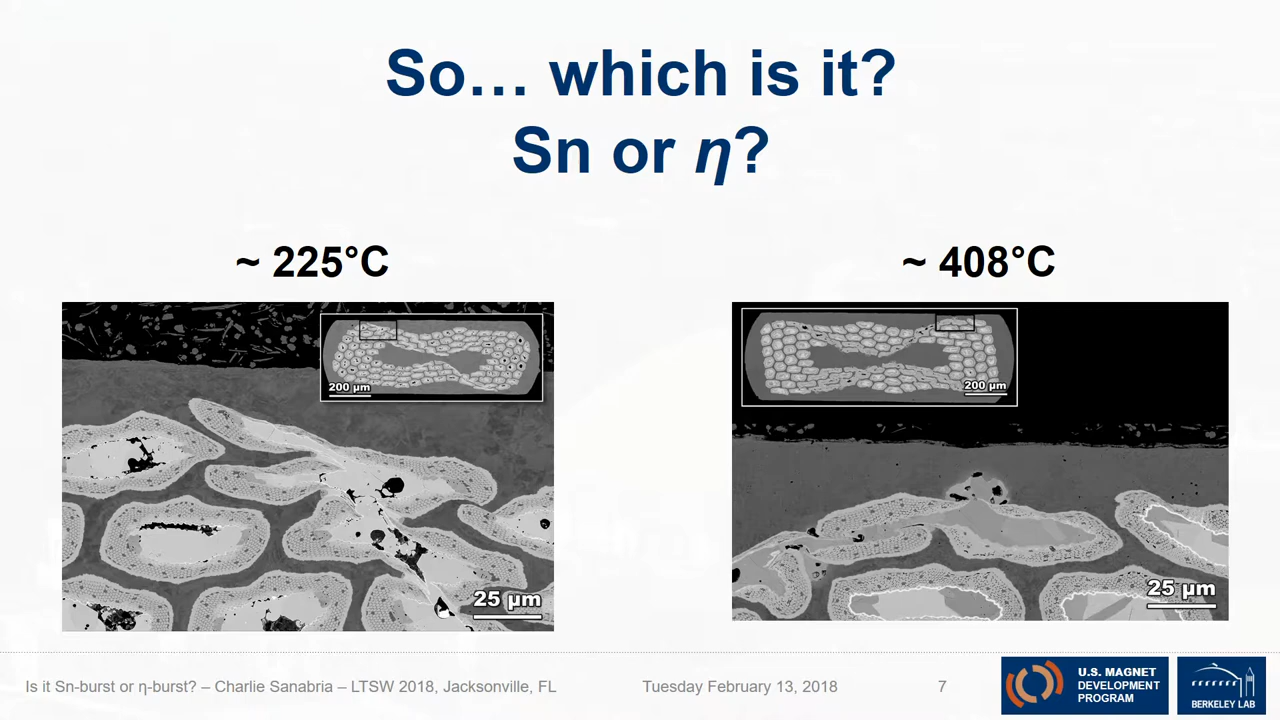 So… which is it?
Sn or η?
~ 225°C
~ 408°C
200 µm
25 µm
200 µm
25 µm
Is it Sn-burst or η-burst? – Charlie Sanabria – LTSW 2018, Jacksonville, FL
Tuesday February 13, 2018
7
U.S. MAGNET
DEVELOPMENT
PROGRAM
BERKELEY LAB